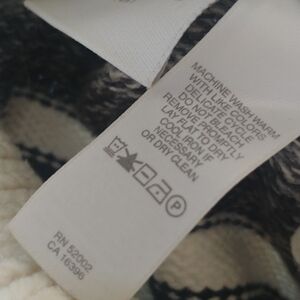 MACHINE WASH WARM
WITH LIKE COLORS
DELICATE CYCLE
DO NOT BLEACH
REMOVE PROMPTLY
LAY FLAT TO DRY
COOL IRON IF
OR DRY CLEAN.
P
RN 52002
CA 16396